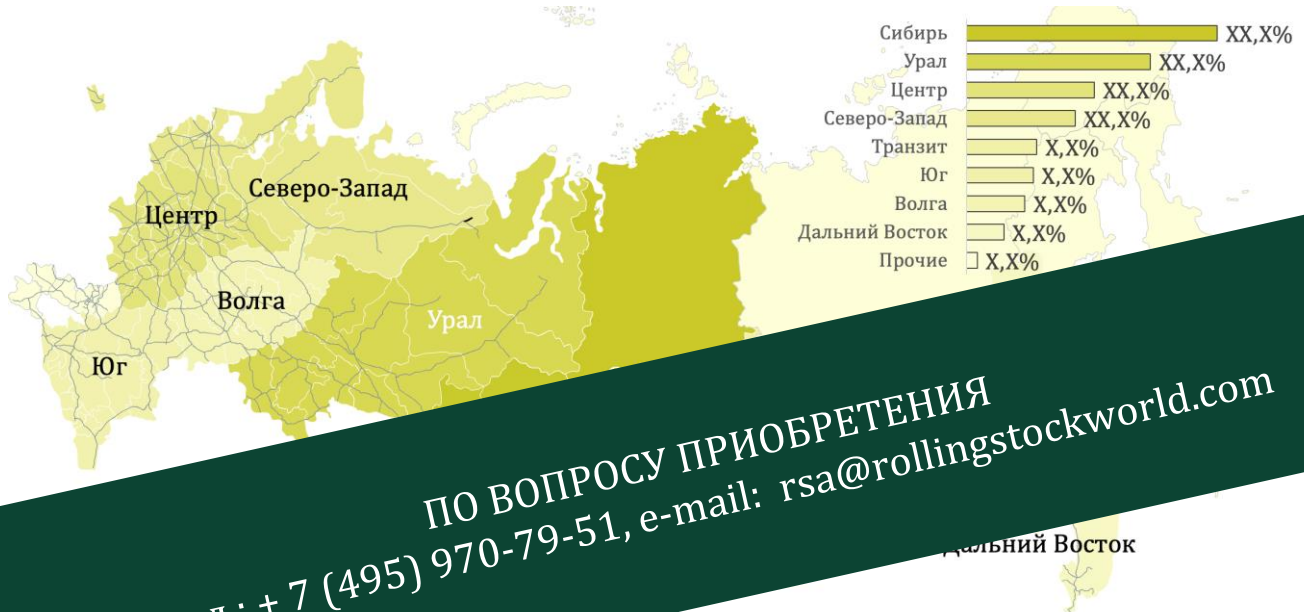 Сибирь XX,X%
Урал XX,X%
Центр XX,X%
Северо-Запад XX,X%
Транзит X,X%
Юг X,X%
Волга X,X%
Дальний Восток X,X%
Прочие X,X%
Северо-Запад
Центр
Волга
Урал
Юг
ПО ВОПРОСУ ПРИОБРЕТЕНИЯ
+ 7 (495) 970-79-51, e-mail: rsa@rollingstockworld.com
Дальний Восток